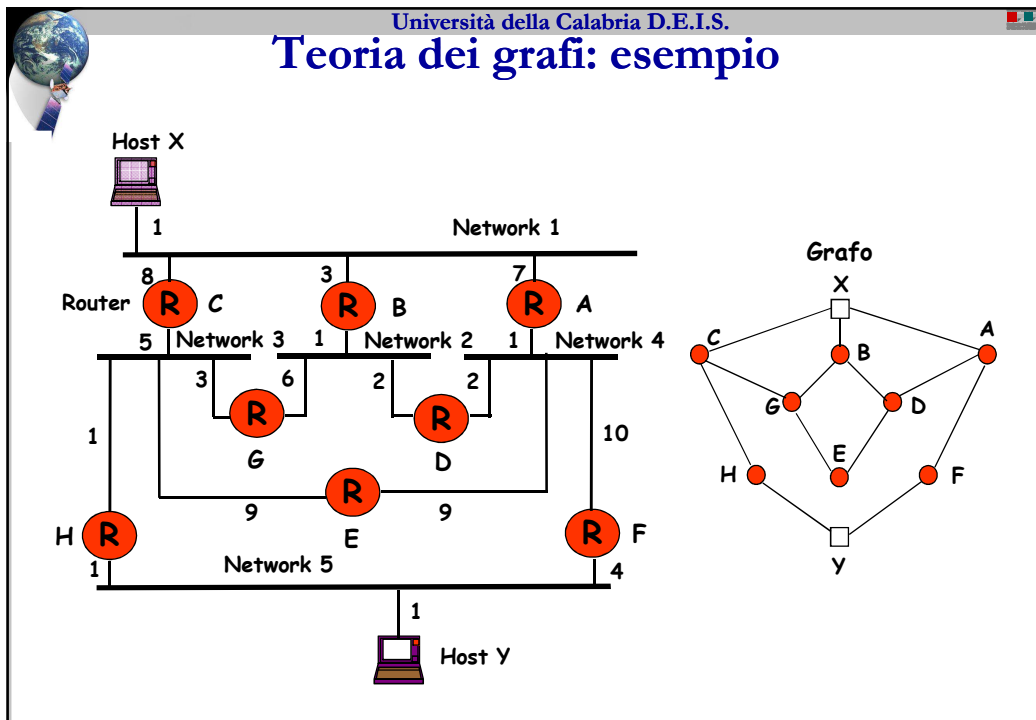 Università della Calabria D.E.I.S.
Teoria dei grafi: esempio
Host X
1
Network 1
8 3 7
Router R C R B R A
5 Network 3 1 Network 2 1 Network 4
3 6 2 2
R R
G D
1 10
R
9 E 9
H R R F
1 Network 5 4
1
Host Y
Grafo
X
C A
B
G D
E
H F
Y